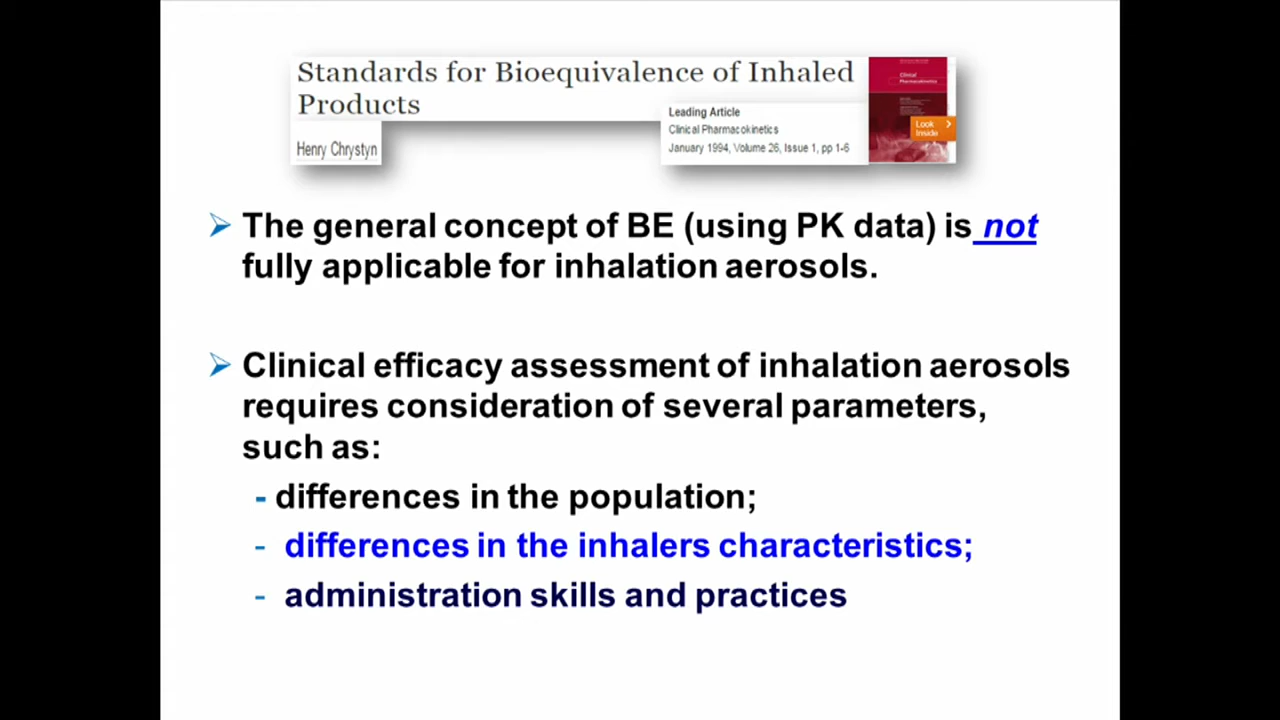 Standards for Bioequivalence of Inhaled
Products
Henry Chrystyn
Leading Article
Clinical Pharmacokinetics
January 1994, Volume 26, Issue 1, pp 1-6
Clinical
Pharmacokinetics
Look
Inside
➢ The general concept of BE (using PK data) is not
fully applicable for inhalation aerosols.
➢ Clinical efficacy assessment of inhalation aerosols
requires consideration of several parameters,
such as:
- differences in the population;
- differences in the inhalers characteristics;
- administration skills and practices